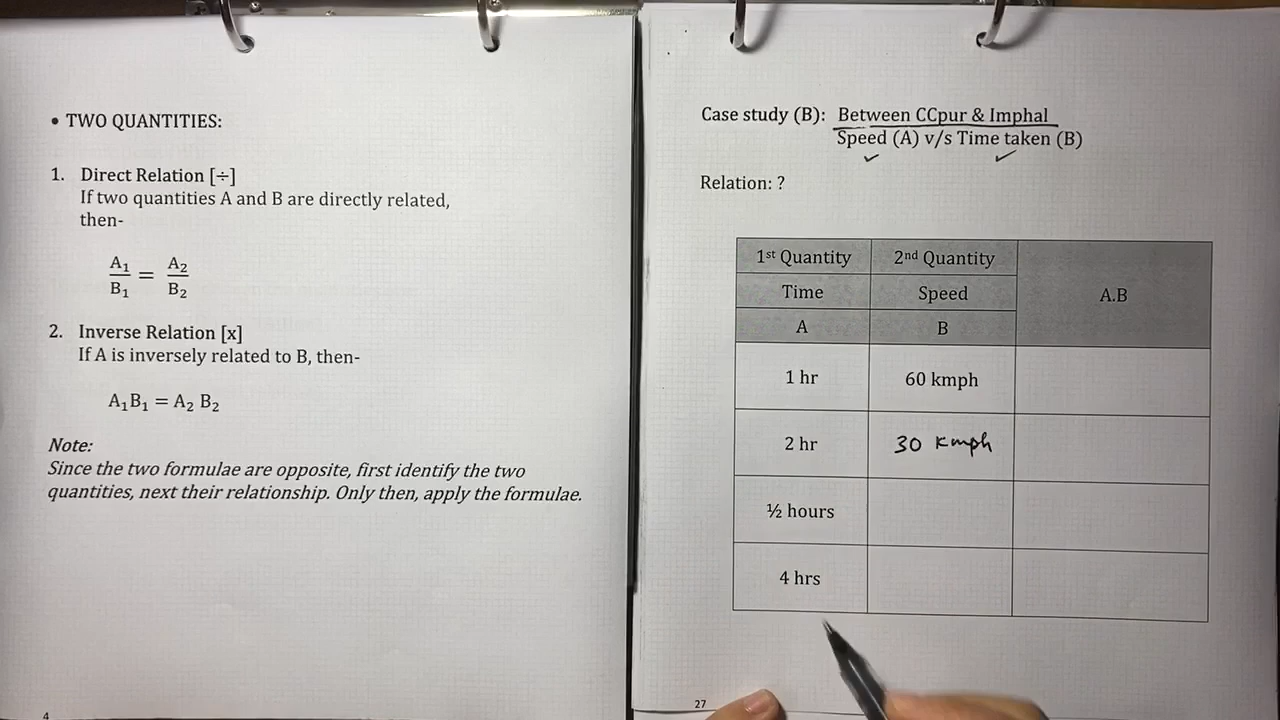 • TWO QUANTITIES:
1. Direct Relation [÷]
If two quantities A and B are directly related,
then-
A₁/B₁ = A₂/B₂
2. Inverse Relation [x]
If A is inversely related to B, then-
A₁B₁ = A₂ B₂
Note:
Since the two formulae are opposite, first identify the two
quantities, next their relationship. Only then, apply the formulae.
4
Case study (B): Between CCpur & Imphal
Speed (A) v/s Time taken (B)
Relation: ?
1st Quantity 2nd Quantity A.B
Time Speed
A B
1 hr 60 kmph
2 hr 30 Kmph
½ hours
4 hrs
27